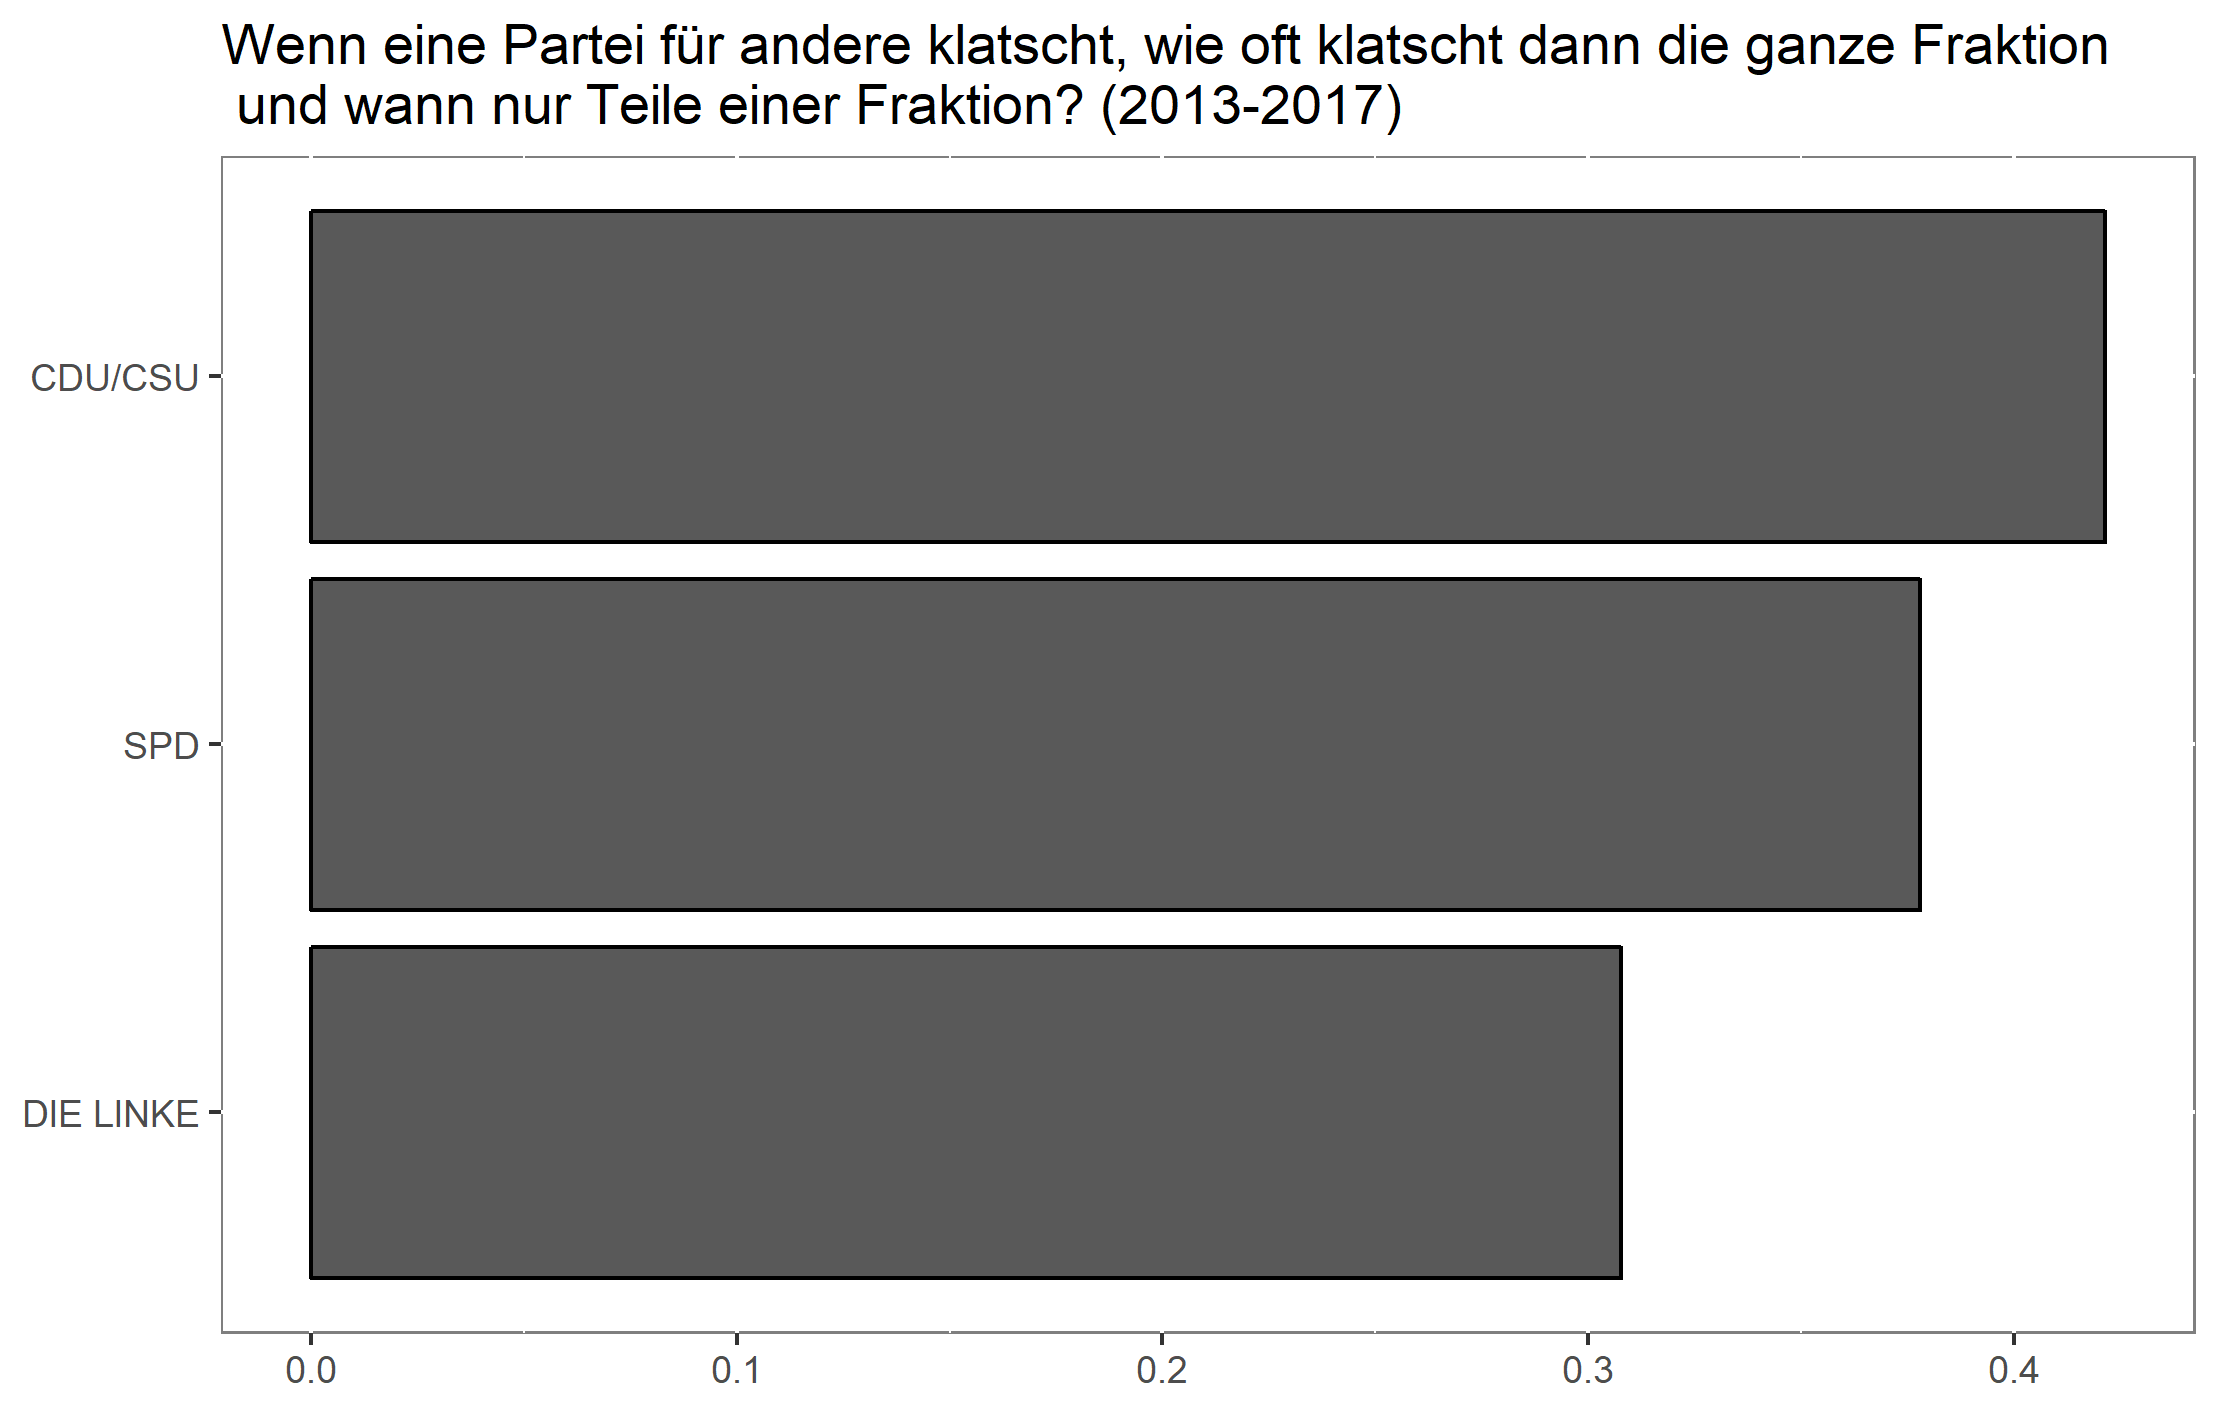 Wenn eine Partei für andere klatscht, wie oft klatscht dann die ganze Fraktion
und wann nur Teile einer Fraktion? (2013-2017)
CDU/CSU
SPD
DIE LINKE
0.0 0.1 0.2 0.3 0.4